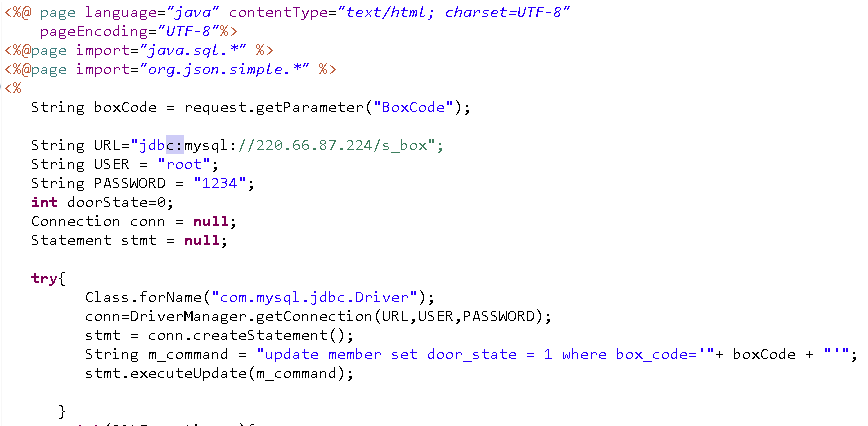 <%@ page language="java" contentType="text/html; charset=UTF-8"
pageEncoding="UTF-8"%>
<%@page import="java.sql.*" %>
<%@page import="org.json.simple.*" %>
<%
String boxCode = request.getParameter("BoxCode");
String URL="jdbc:mysql://220.66.87.224/s_box";
String USER = "root";
String PASSWORD = "1234";
int doorState=0;
Connection conn = null;
Statement stmt = null;
try{
Class.forName("com.mysql.jdbc.Driver");
conn=DriverManager.getConnection(URL,USER,PASSWORD);
stmt = conn.createStatement();
String m_command = "update member set door_state = 1 where box_code='"+ boxCode + "'";
stmt.executeUpdate(m_command);
}